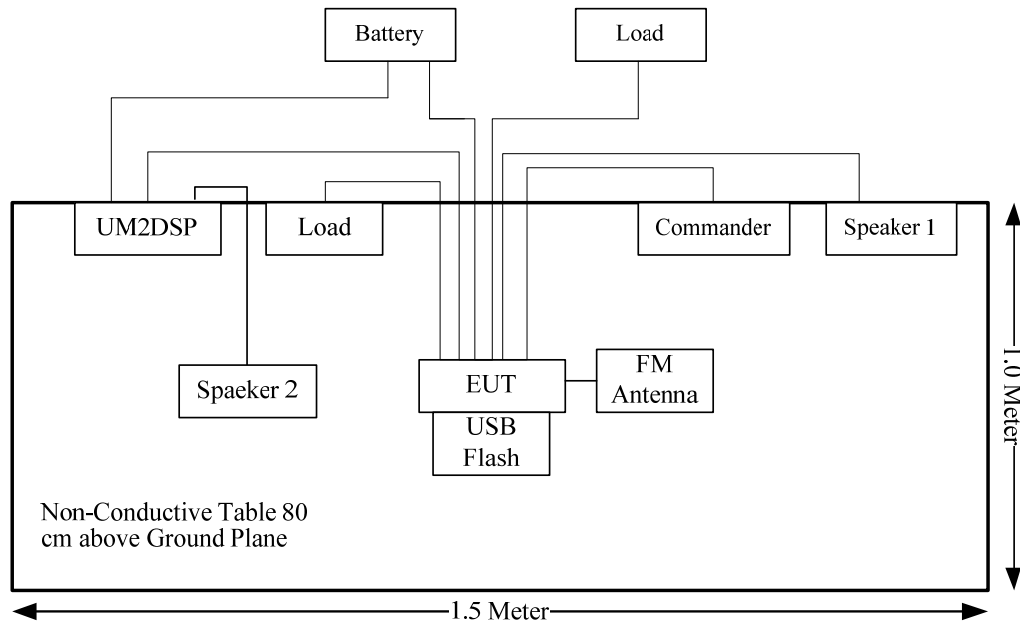 Battery
Load
UM2DSP
Load
Commander
Speaker 1
Spaeker 2
EUT
FM
Antenna
USB
Flash
Non-Conductive Table 80
cm above Ground Plane
1.0 Meter
1.5 Meter